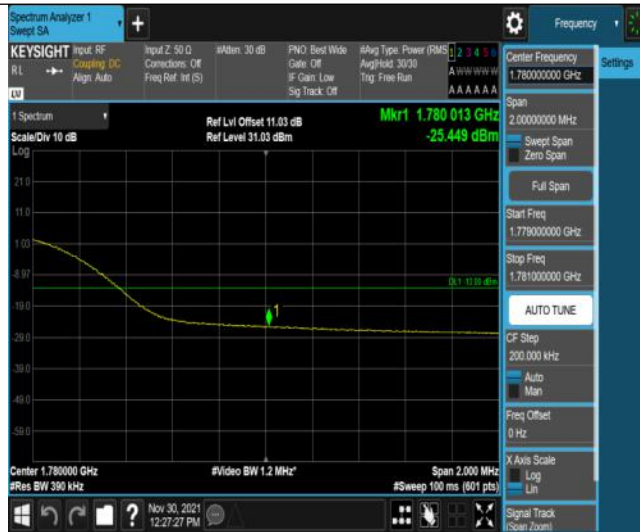 Spectrum Analyzer 1
Swept SA
+
Frequency
KEYSIGHT
RL
Input: RF
Coupling: DC
Align: Auto
Input Z: 50 Ω
Corrections: Off
Freq Ref: Int (S)
#Atten: 30 dB
PNO: Best Wide
Gate: Off
IF Gain: Low
Sig Track: Off
#Avg Type: Power (RMS
Avg|Hold: 30/30
Trig: Free Run
1 2 3 4 5 6
A W W W W W
A A A A A A
1 Spectrum
Scale/Div 10 dB
Log
Ref Lvl Offset 11.03 dB
Ref Level 31.03 dBm
Mkr1 1.780 013 GHz
-25.449 dBm
21.0
11.0
1.03
-8.97
-19.0
-29.0
-39.0
-49.0
-59.0
DL1 -13.00 dBm
1
Center 1.780000 GHz
#Res BW 390 kHz
#Video BW 1.2 MHz*
Span 2.000 MHz
#Sweep 100 ms (601 pts)
Nov 30, 2021
12:27:27 PM
?
Center Frequency
1.780000000 GHz
Settings
Span
2.00000000 MHz
Swept Span
Zero Span
Full Span
Start Freq
1.779000000 GHz
Stop Freq
1.781000000 GHz
AUTO TUNE
CF Step
200.000 kHz
Auto
Man
Freq Offset
0 Hz
X Axis Scale
Log
Lin
Signal Track
(Span Zoom)